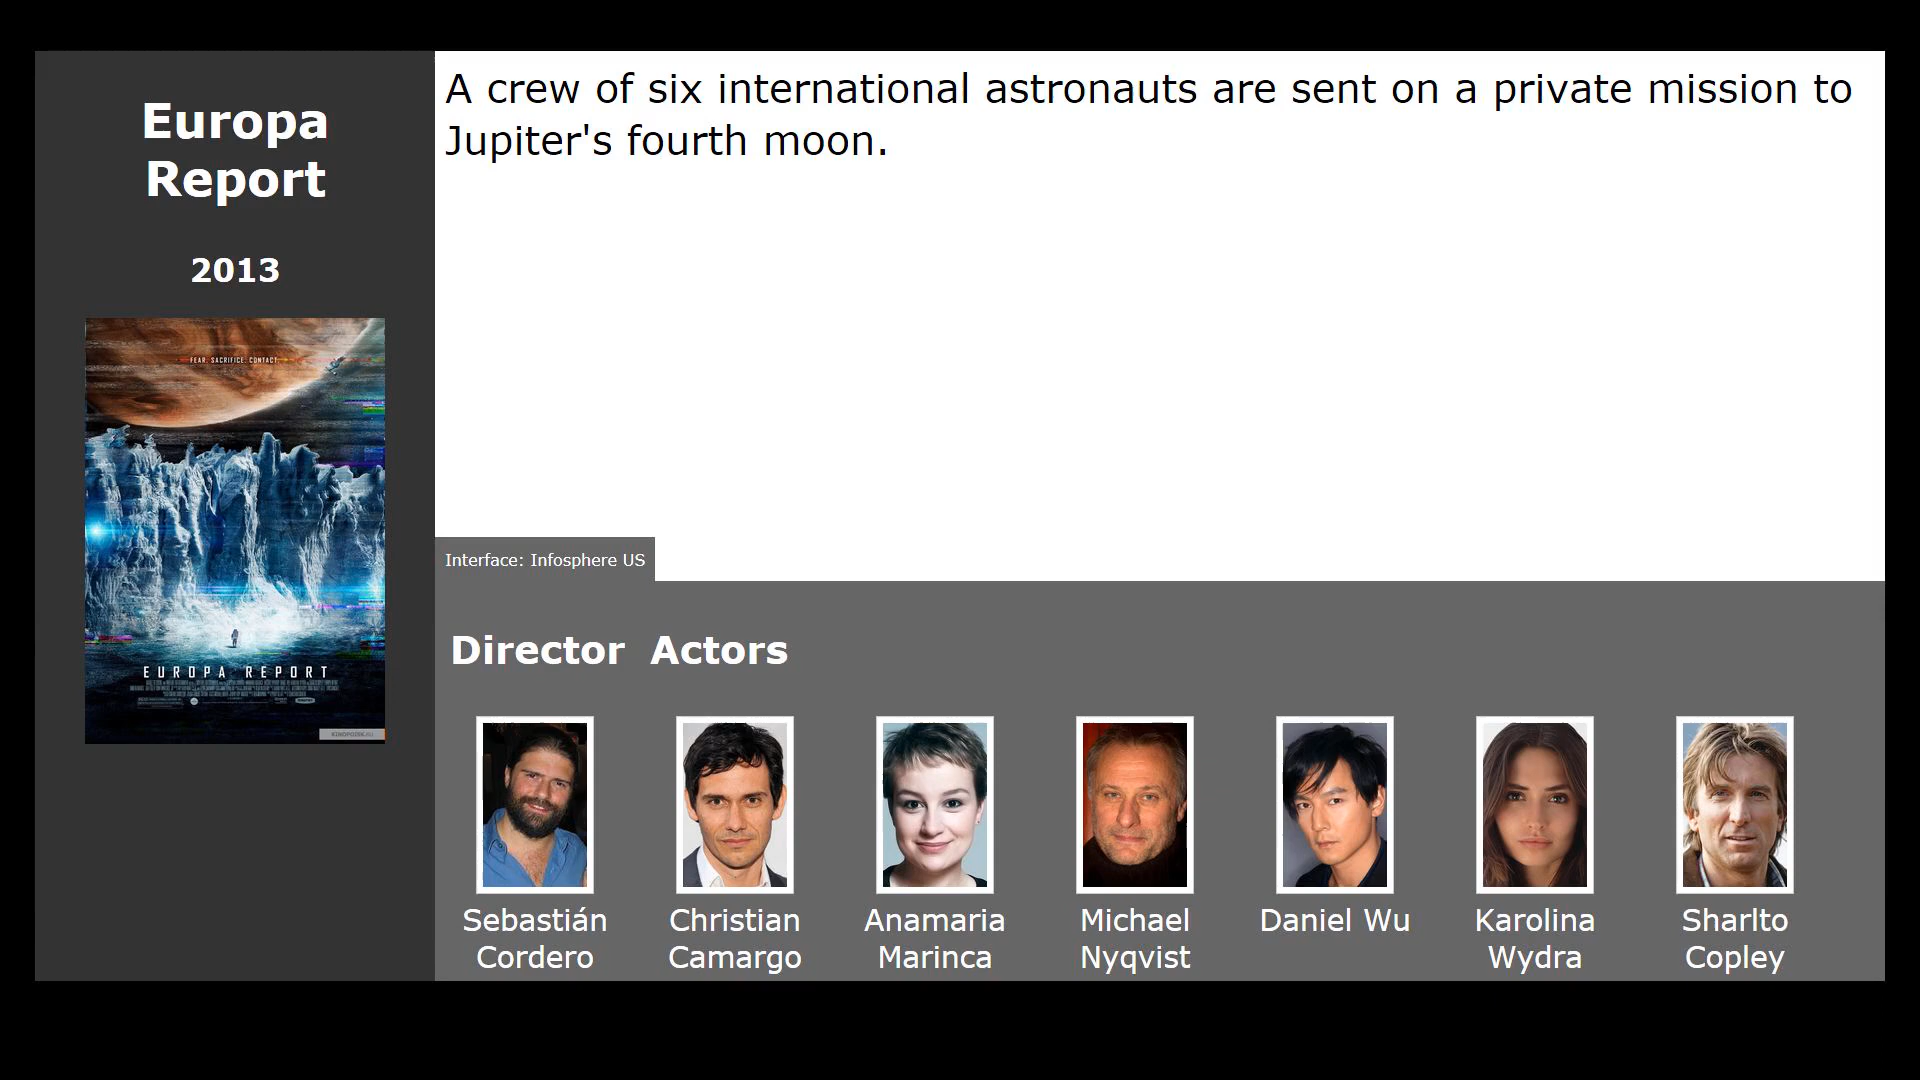 Europa
Report
2013
FEAR. SACRIFICE. CONTACT.
EUROPA REPORT
KINOPOISK.RU
A crew of six international astronauts are sent on a private mission to
Jupiter's fourth moon.
Interface: Infosphere US
Director Actors
Sebastián
Cordero
Christian
Camargo
Anamaria
Marinca
Michael
Nyqvist
Daniel Wu
Karolina
Wydra
Sharlto
Copley